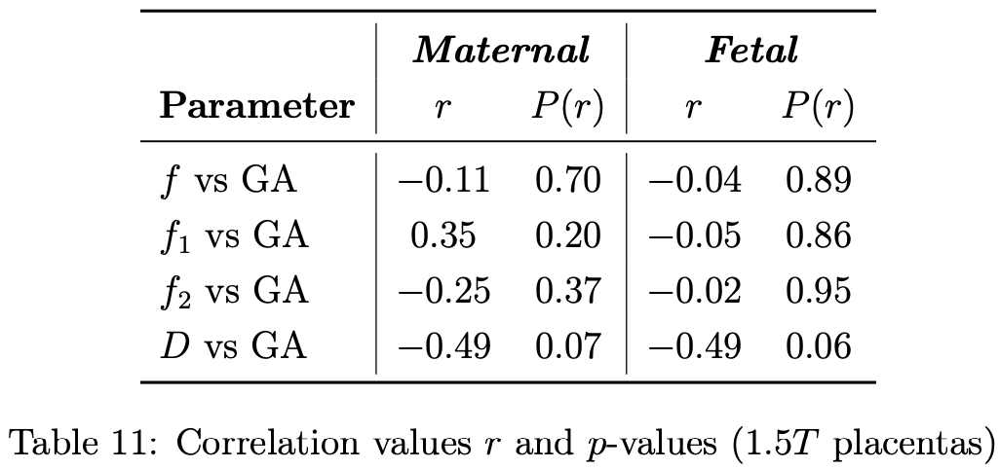 Maternal Fetal
Parameter r P(r) r P(r)
f vs GA −0.11 0.70 −0.04 0.89
f₁ vs GA 0.35 0.20 −0.05 0.86
f₂ vs GA −0.25 0.37 −0.02 0.95
D vs GA −0.49 0.07 −0.49 0.06
Table 11: Correlation values r and p-values (1.5T placentas)